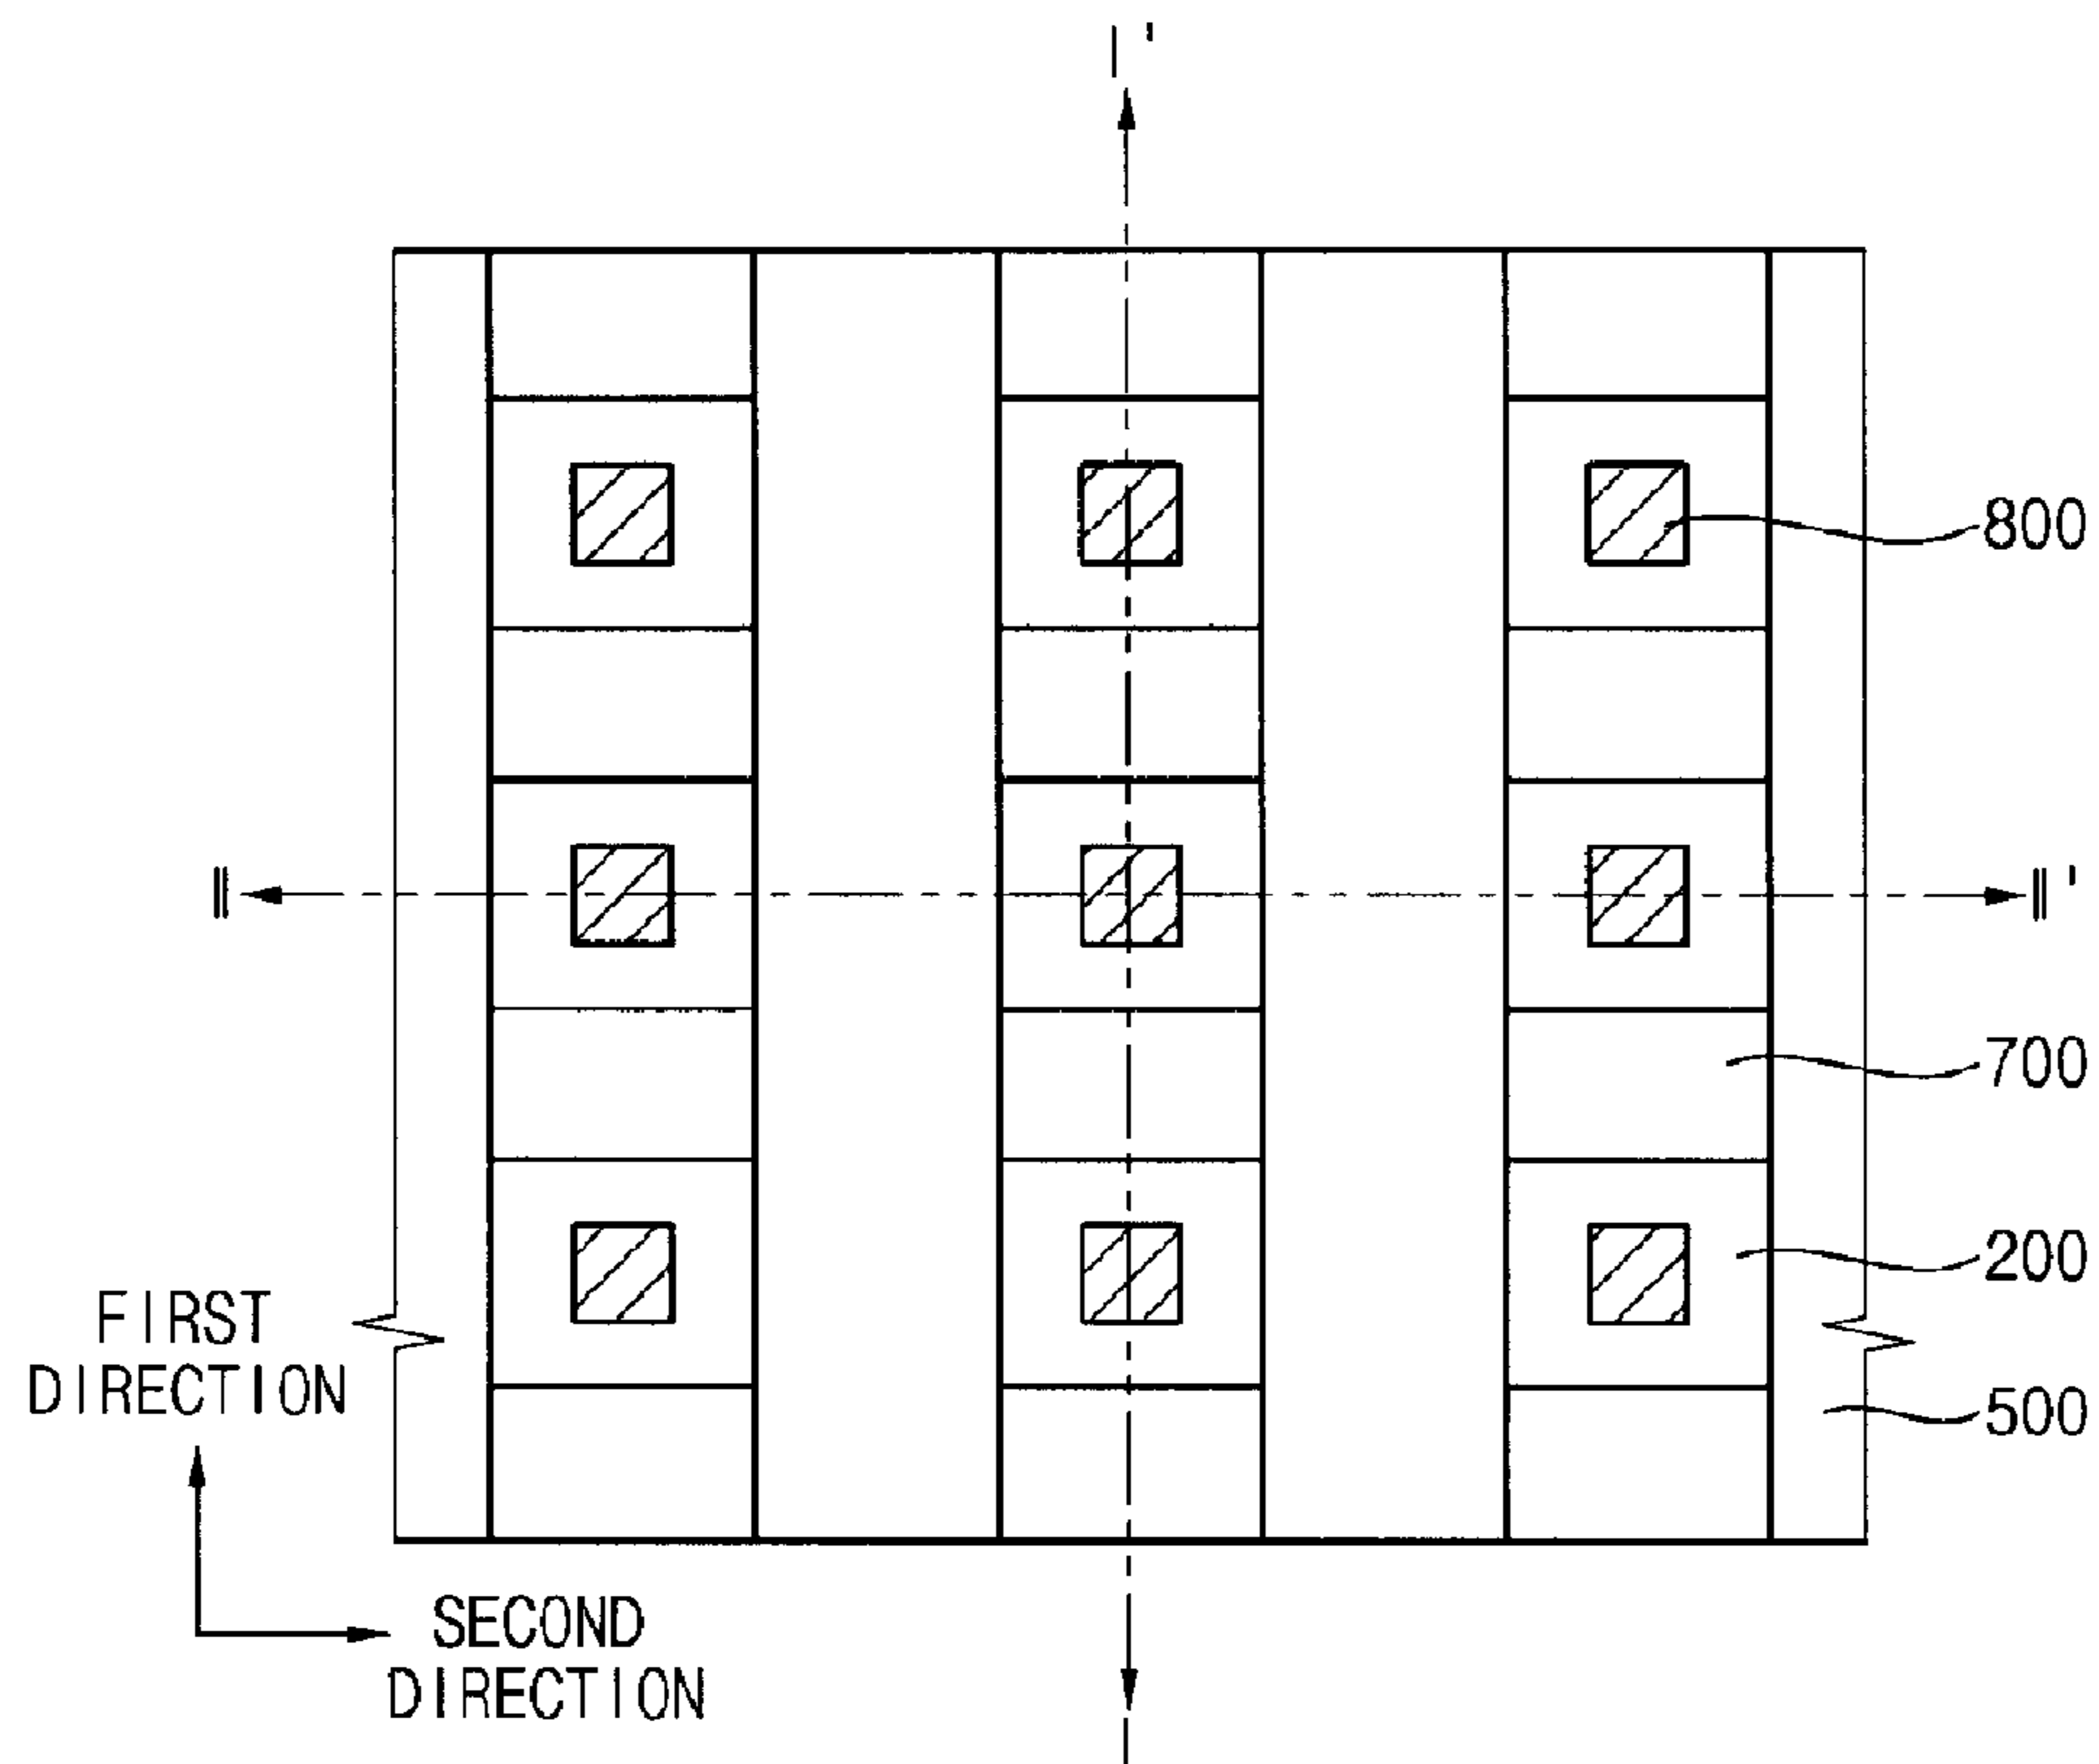 I'
800
II
II'
700
200
FIRST
DIRECTION
500
SECOND
DIRECTION
I